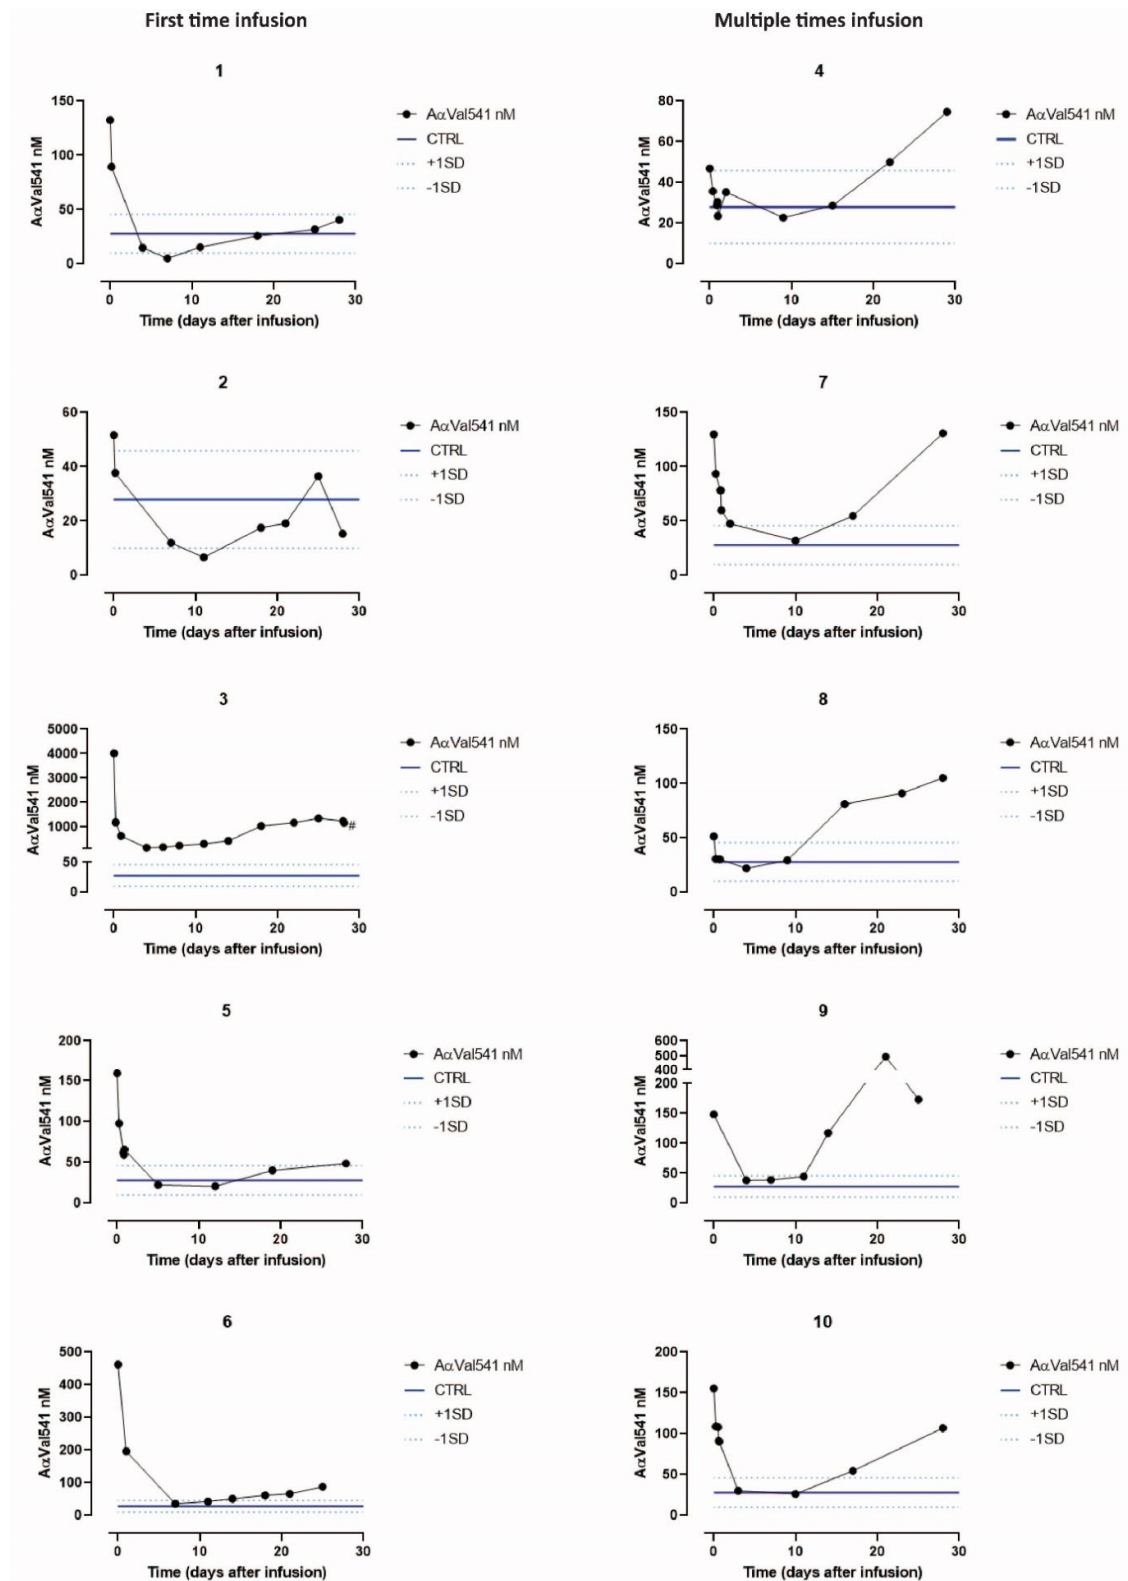 First time infusion
Multiple times infusion
1
150
100
50
0
AαVal541 nM
0 10 20 30
Time (days after infusion)
AαVal541 nM
CTRL
+1SD
-1SD
4
80
60
40
20
0
AαVal541 nM
0 10 20 30
Time (days after infusion)
AαVal541 nM
CTRL
+1SD
-1SD
2
60
40
20
0
AαVal541 nM
0 10 20 30
Time (days after infusion)
AαVal541 nM
CTRL
+1SD
-1SD
7
150
100
50
0
AαVal541 nM
0 10 20 30
Time (days after infusion)
AαVal541 nM
CTRL
+1SD
-1SD
3
5000
4000
3000
2000
1000
50
0
AαVal541 nM
#
0 10 20 30
Time (days after infusion)
AαVal541 nM
CTRL
+1SD
-1SD
8
150
100
50
0
AαVal541 nM
0 10 20 30
Time (days after infusion)
AαVal541 nM
CTRL
+1SD
-1SD
5
200
150
100
50
0
AαVal541 nM
0 10 20 30
Time (days after infusion)
AαVal541 nM
CTRL
+1SD
-1SD
9
600
500
400
200
150
100
50
0
AαVal541 nM
0 10 20 30
Time (days after infusion)
AαVal541 nM
CTRL
+1SD
-1SD
6
500
400
300
200
100
0
AαVal541 nM
0 10 20 30
Time (days after infusion)
AαVal541 nM
CTRL
+1SD
-1SD
10
200
150
100
50
0
AαVal541 nM
0 10 20 30
Time (days after infusion)
AαVal541 nM
CTRL
+1SD
-1SD